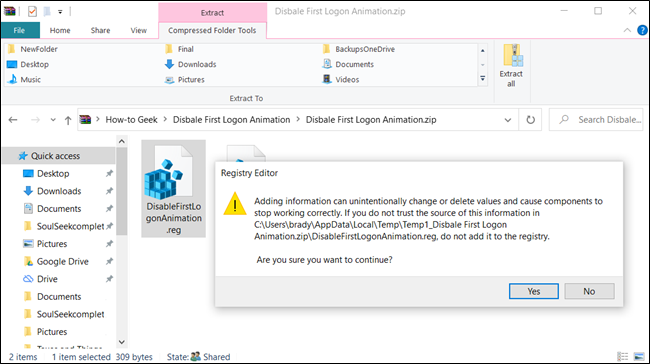 Extract
Disbale First Logon Animation.zip
File
Home
Share
View
Compressed Folder Tools
NewFolder
Final
BackupsOneDrive
Desktop
Downloads
Documents
Music
Pictures
Videos
Extract all
Extract To
How-to Geek
Disbale First Logon Animation
Disbale First Logon Animation.zip
Search Disbale...
Quick access
Desktop
Downloads
Documents
SoulSeekcomplet
Pictures
Google Drive
Drive
Documents
SoulSeekcomplet
Pictures
DisableFirstLo
gonAnimation
.reg
Registry Editor
Adding information can unintentionally change or delete values and cause components to
stop working correctly. If you do not trust the source of this information in
C:\Users\brady\AppData\Local\Temp\Temp1_Disbale First Logon
Animation.zip\DisableFirstLogonAnimation.reg, do not add it to the registry.
Are you sure you want to continue?
Yes
No
2 items
1 item selected
309 bytes
State:
Shared